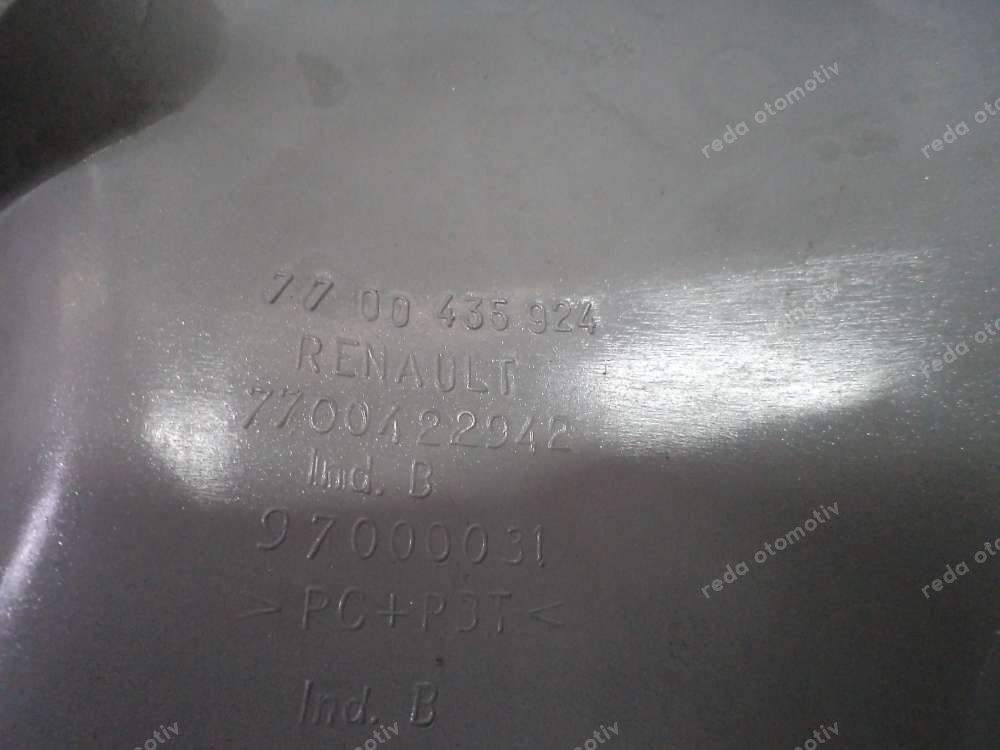 reda otomotiv
reda otomotiv
77 00 435 924
RENAULT
7700422942
Ind. B
97000031
>PC+PBT<
Ind. B
reda otomotiv
reda otomotiv